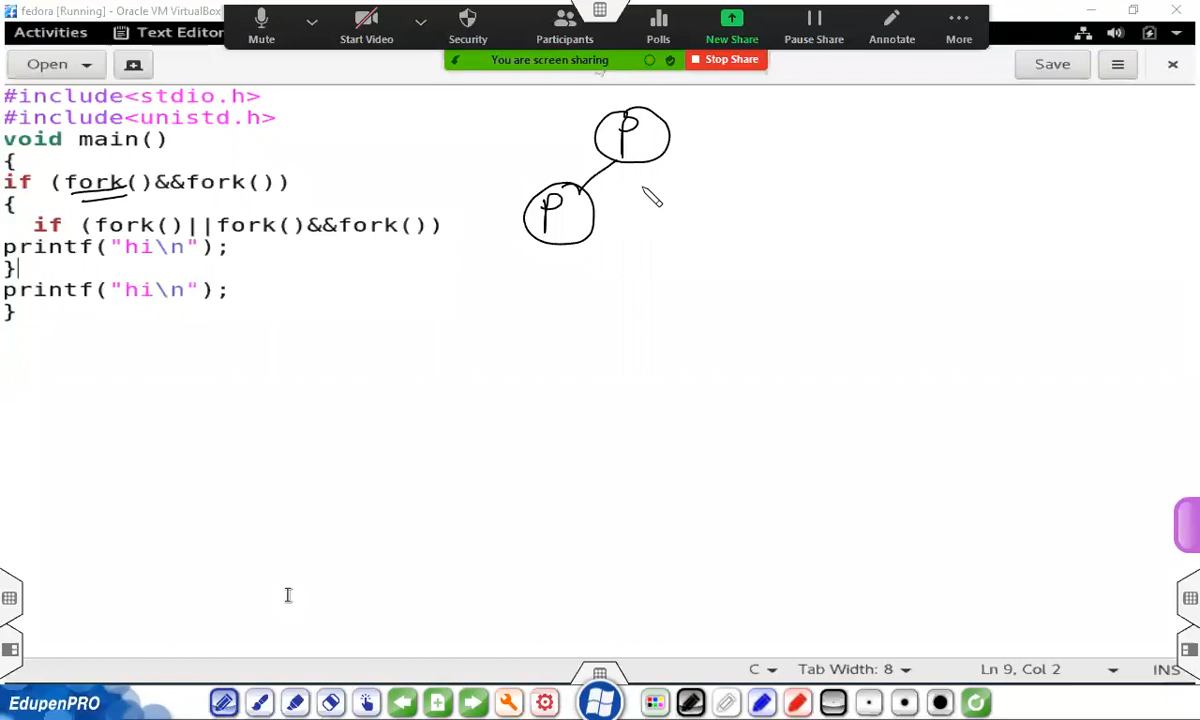 fedora [Running] - Oracle VM VirtualBox
Activities Text Editor
Mute Start Video Security Participants Polls New Share Pause Share Annotate More
You are screen sharing Stop Share
Open Save
#include<stdio.h>
#include<unistd.h>
void main()
{
if (fork()&&fork())
{
if (fork()||fork()&&fork())
printf("hi\n");
}
printf("hi\n");
}
P
P
C Tab Width: 8 Ln 9, Col 2 INS
EdupenPRO